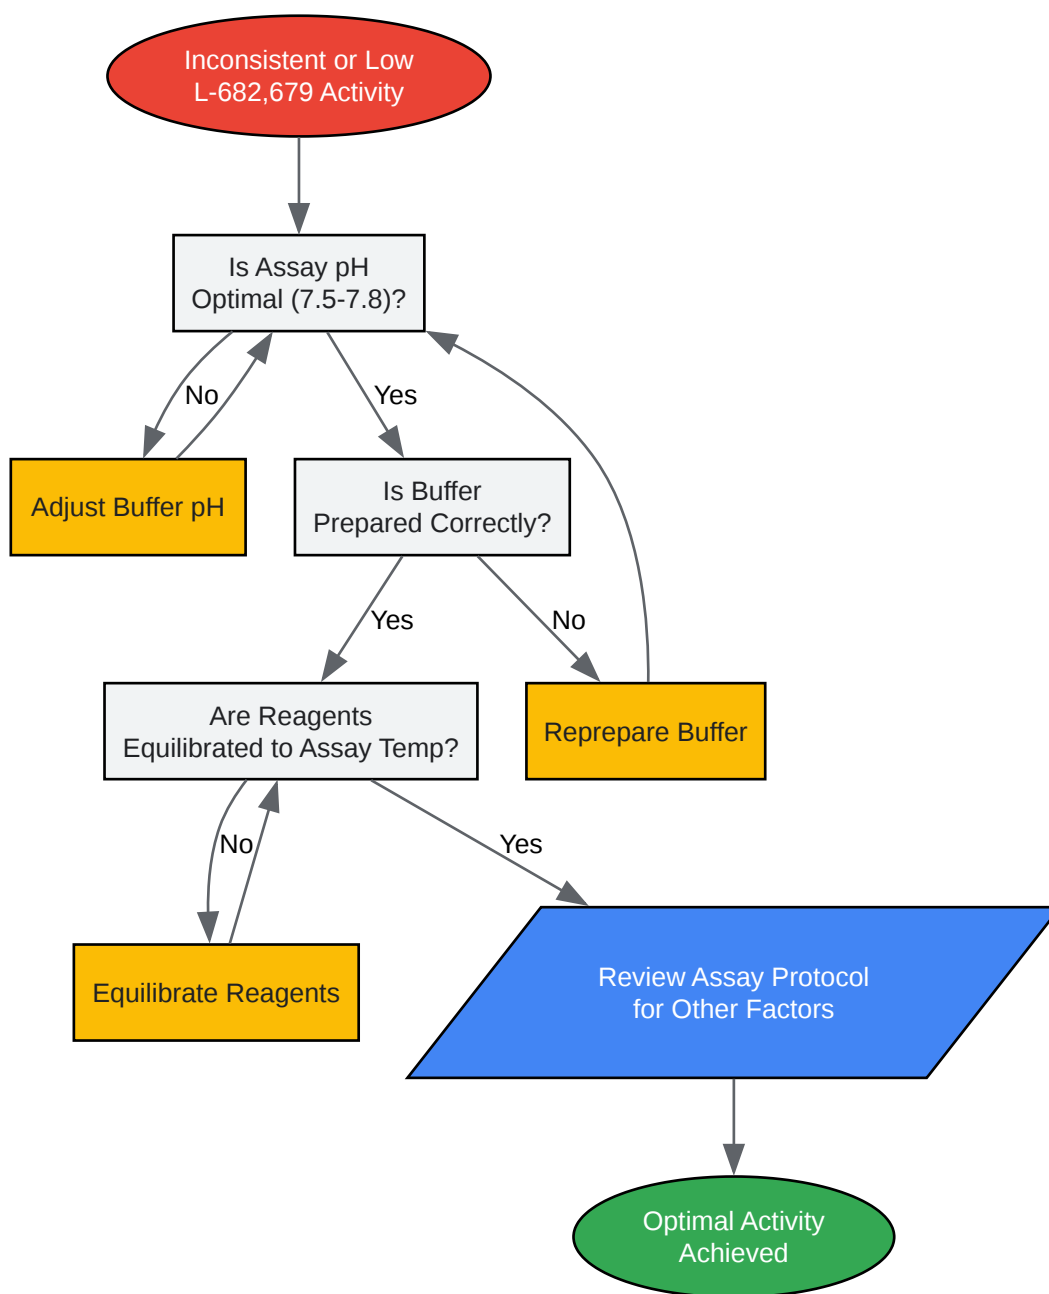 Inconsistent or Low
L-682,679 Activity
Is Assay pH
Optimal (7.5-7.8)?
No
Yes
Adjust Buffer pH
Is Buffer
Prepared Correctly?
Yes
No
Are Reagents
Equilibrated to Assay Temp?
Reprepare Buffer
No
Yes
Equilibrate Reagents
Review Assay Protocol
for Other Factors
Optimal Activity
Achieved